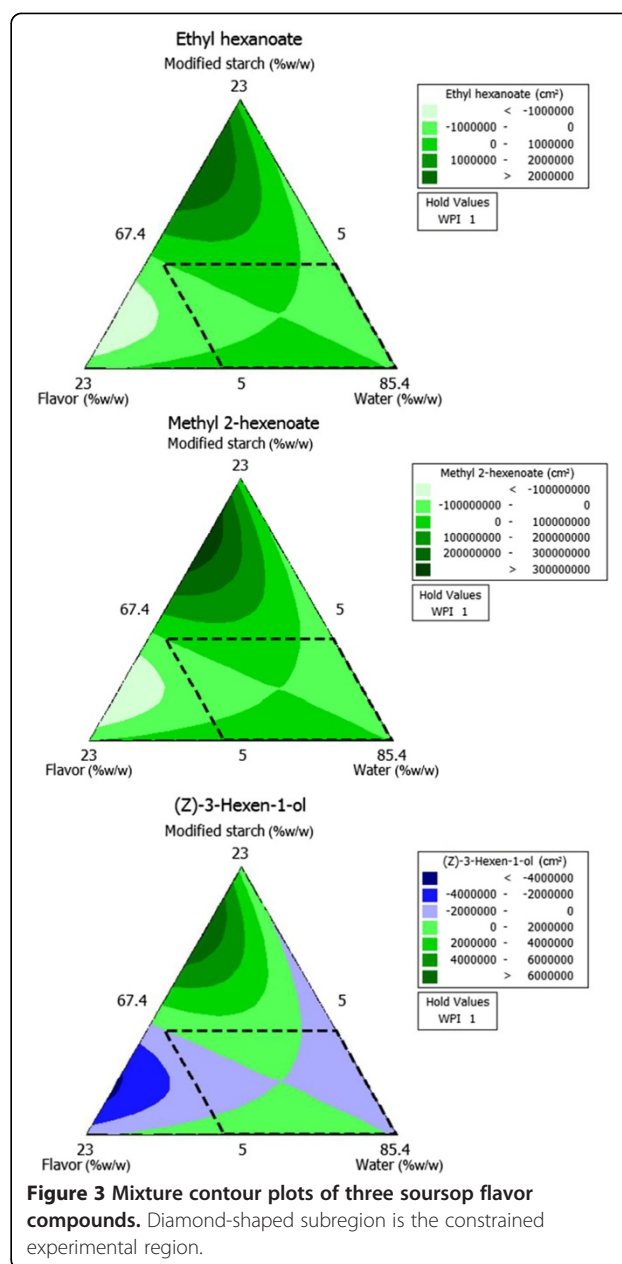 Ethyl hexanoate
Modified starch (%w/w)
23
Ethyl hexanoate (cm²)
< -1000000
-1000000 - 0
0 - 1000000
1000000 - 2000000
> 2000000
Hold Values
WPI 1
67.4
5
23
5
85.4
Flavor (%w/w)
Water (%w/w)
Methyl 2-hexenoate
Modified starch (%w/w)
23
Methyl 2-hexenoate (cm²)
< -100000000
-100000000 - 0
0 - 100000000
100000000 - 200000000
200000000 - 300000000
> 300000000
Hold Values
WPI 1
67.4
5
23
5
85.4
Flavor (%w/w)
Water (%w/w)
(Z)-3-Hexen-1-ol
Modified starch (%w/w)
23
(Z)-3-Hexen-1-ol (cm²)
< -4000000
-4000000 - -2000000
-2000000 - 0
0 - 2000000
2000000 - 4000000
4000000 - 6000000
> 6000000
Hold Values
WPI 1
67.4
5
23
5
85.4
Flavor (%w/w)
Water (%w/w)
Figure 3 Mixture contour plots of three soursop flavor
compounds. Diamond-shaped subregion is the constrained
experimental region.